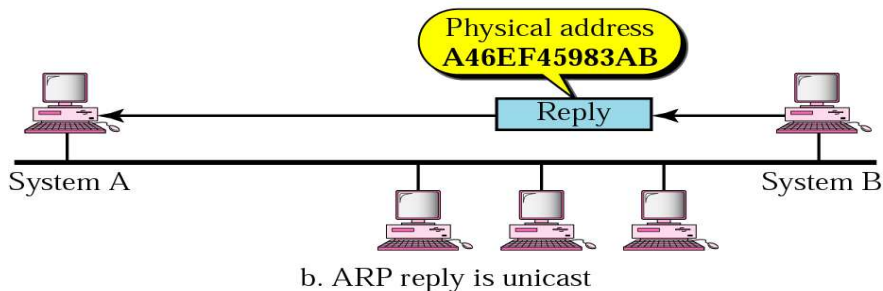 Physical address
A46EF45983AB
Reply
System A
System B
b. ARP reply is unicast